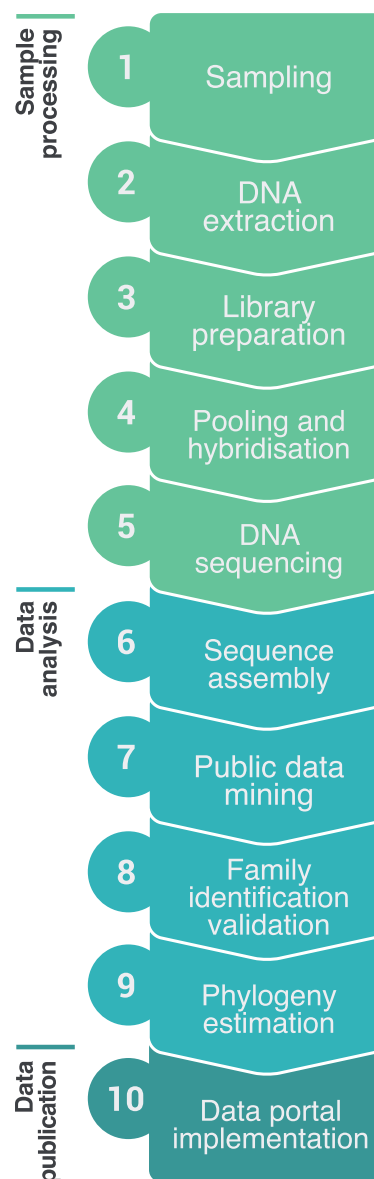 Sample
processing
1
Sampling
2
DNA
extraction
3
Library
preparation
4
Pooling and
hybridisation
5
DNA
sequencing
Data
analysis
6
Sequence
assembly
7
Public data
mining
8
Family
identification
validation
9
Phylogeny
estimation
Data
publication
10
Data portal
implementation